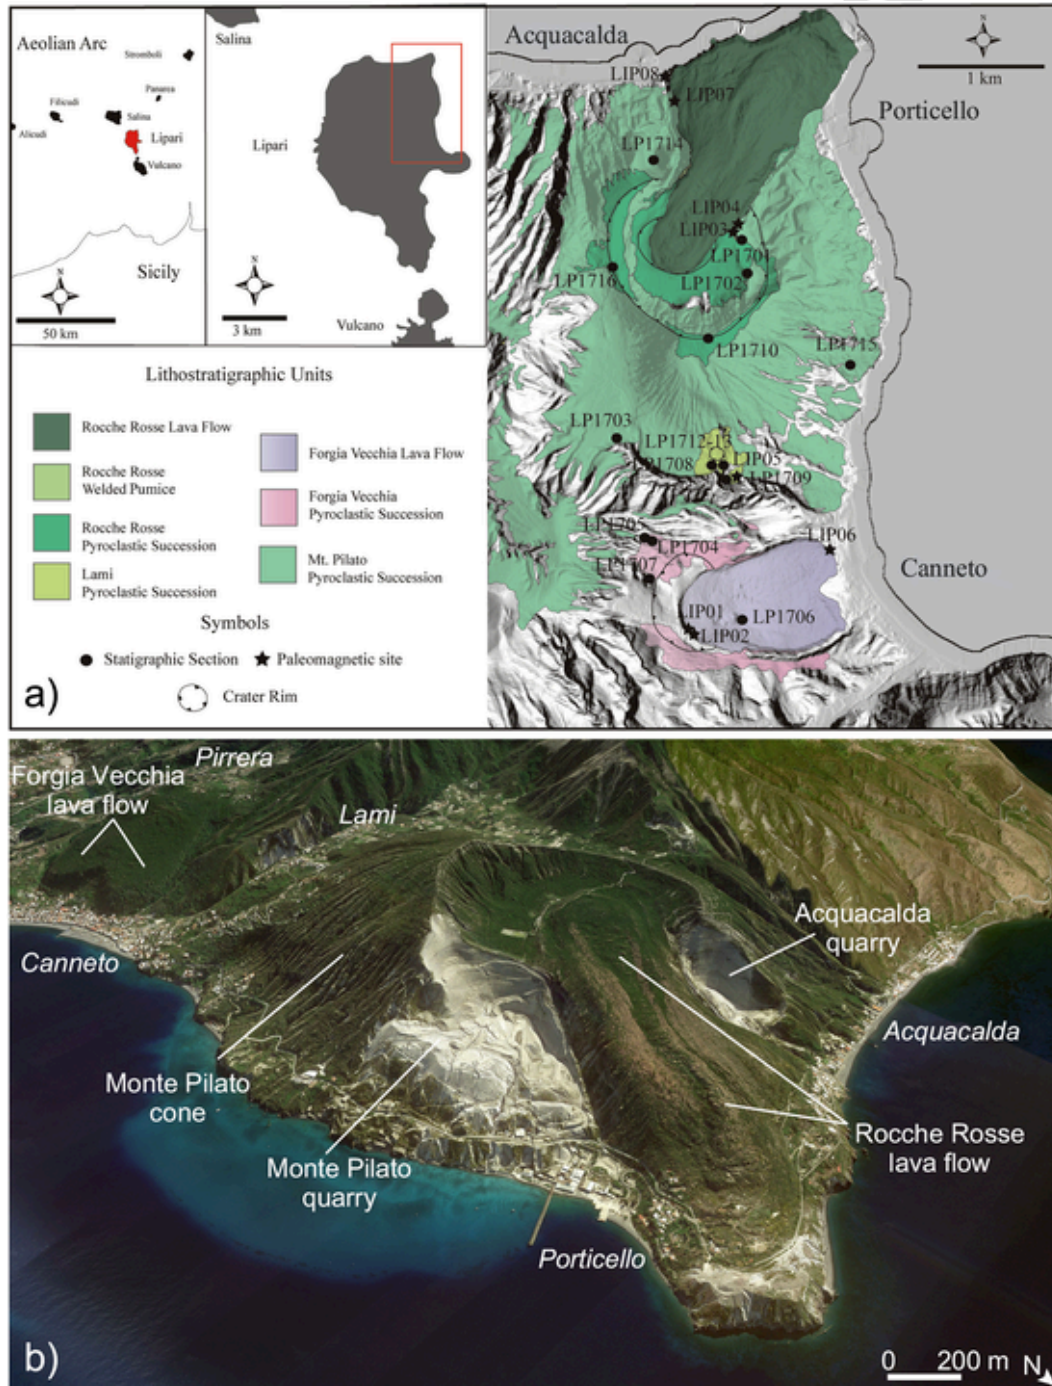 Aeolian Arc
Stromboli
Panarea
Filicudi
Salina
Alicudi
Lipari
Vulcano
Sicily
N
50 km
Salina
Lipari
N
3 km
Vulcano
Acquacalda
N
1 km
LIP08
LIP07
Porticello
LP1714
LIP04
LIP03
LP1701
LP1716
LP1702
LP1710
LP1715
LP1703
LP1712-13
LP1708
LIP05
LP1709
LP1705
LP1704
LIP06
LP1707
Canneto
LIP01
LP1706
LIP02
Lithostratigraphic Units
Rocche Rosse Lava Flow
Rocche Rosse
Welded Pumice
Rocche Rosse
Pyroclastic Succession
Lami
Pyroclastic Succession
Forgia Vecchia Lava Flow
Forgia Vecchia
Pyroclastic Succession
Mt. Pilato
Pyroclastic Succession
Symbols
Statigraphic Section
Paleomagnetic site
Crater Rim
a)
Pirrera
Forgia Vecchia
lava flow
Lami
Acquacalda
quarry
Canneto
Acquacalda
Monte Pilato
cone
Monte Pilato
quarry
Rocche Rosse
lava flow
Porticello
b)
0 200 m N